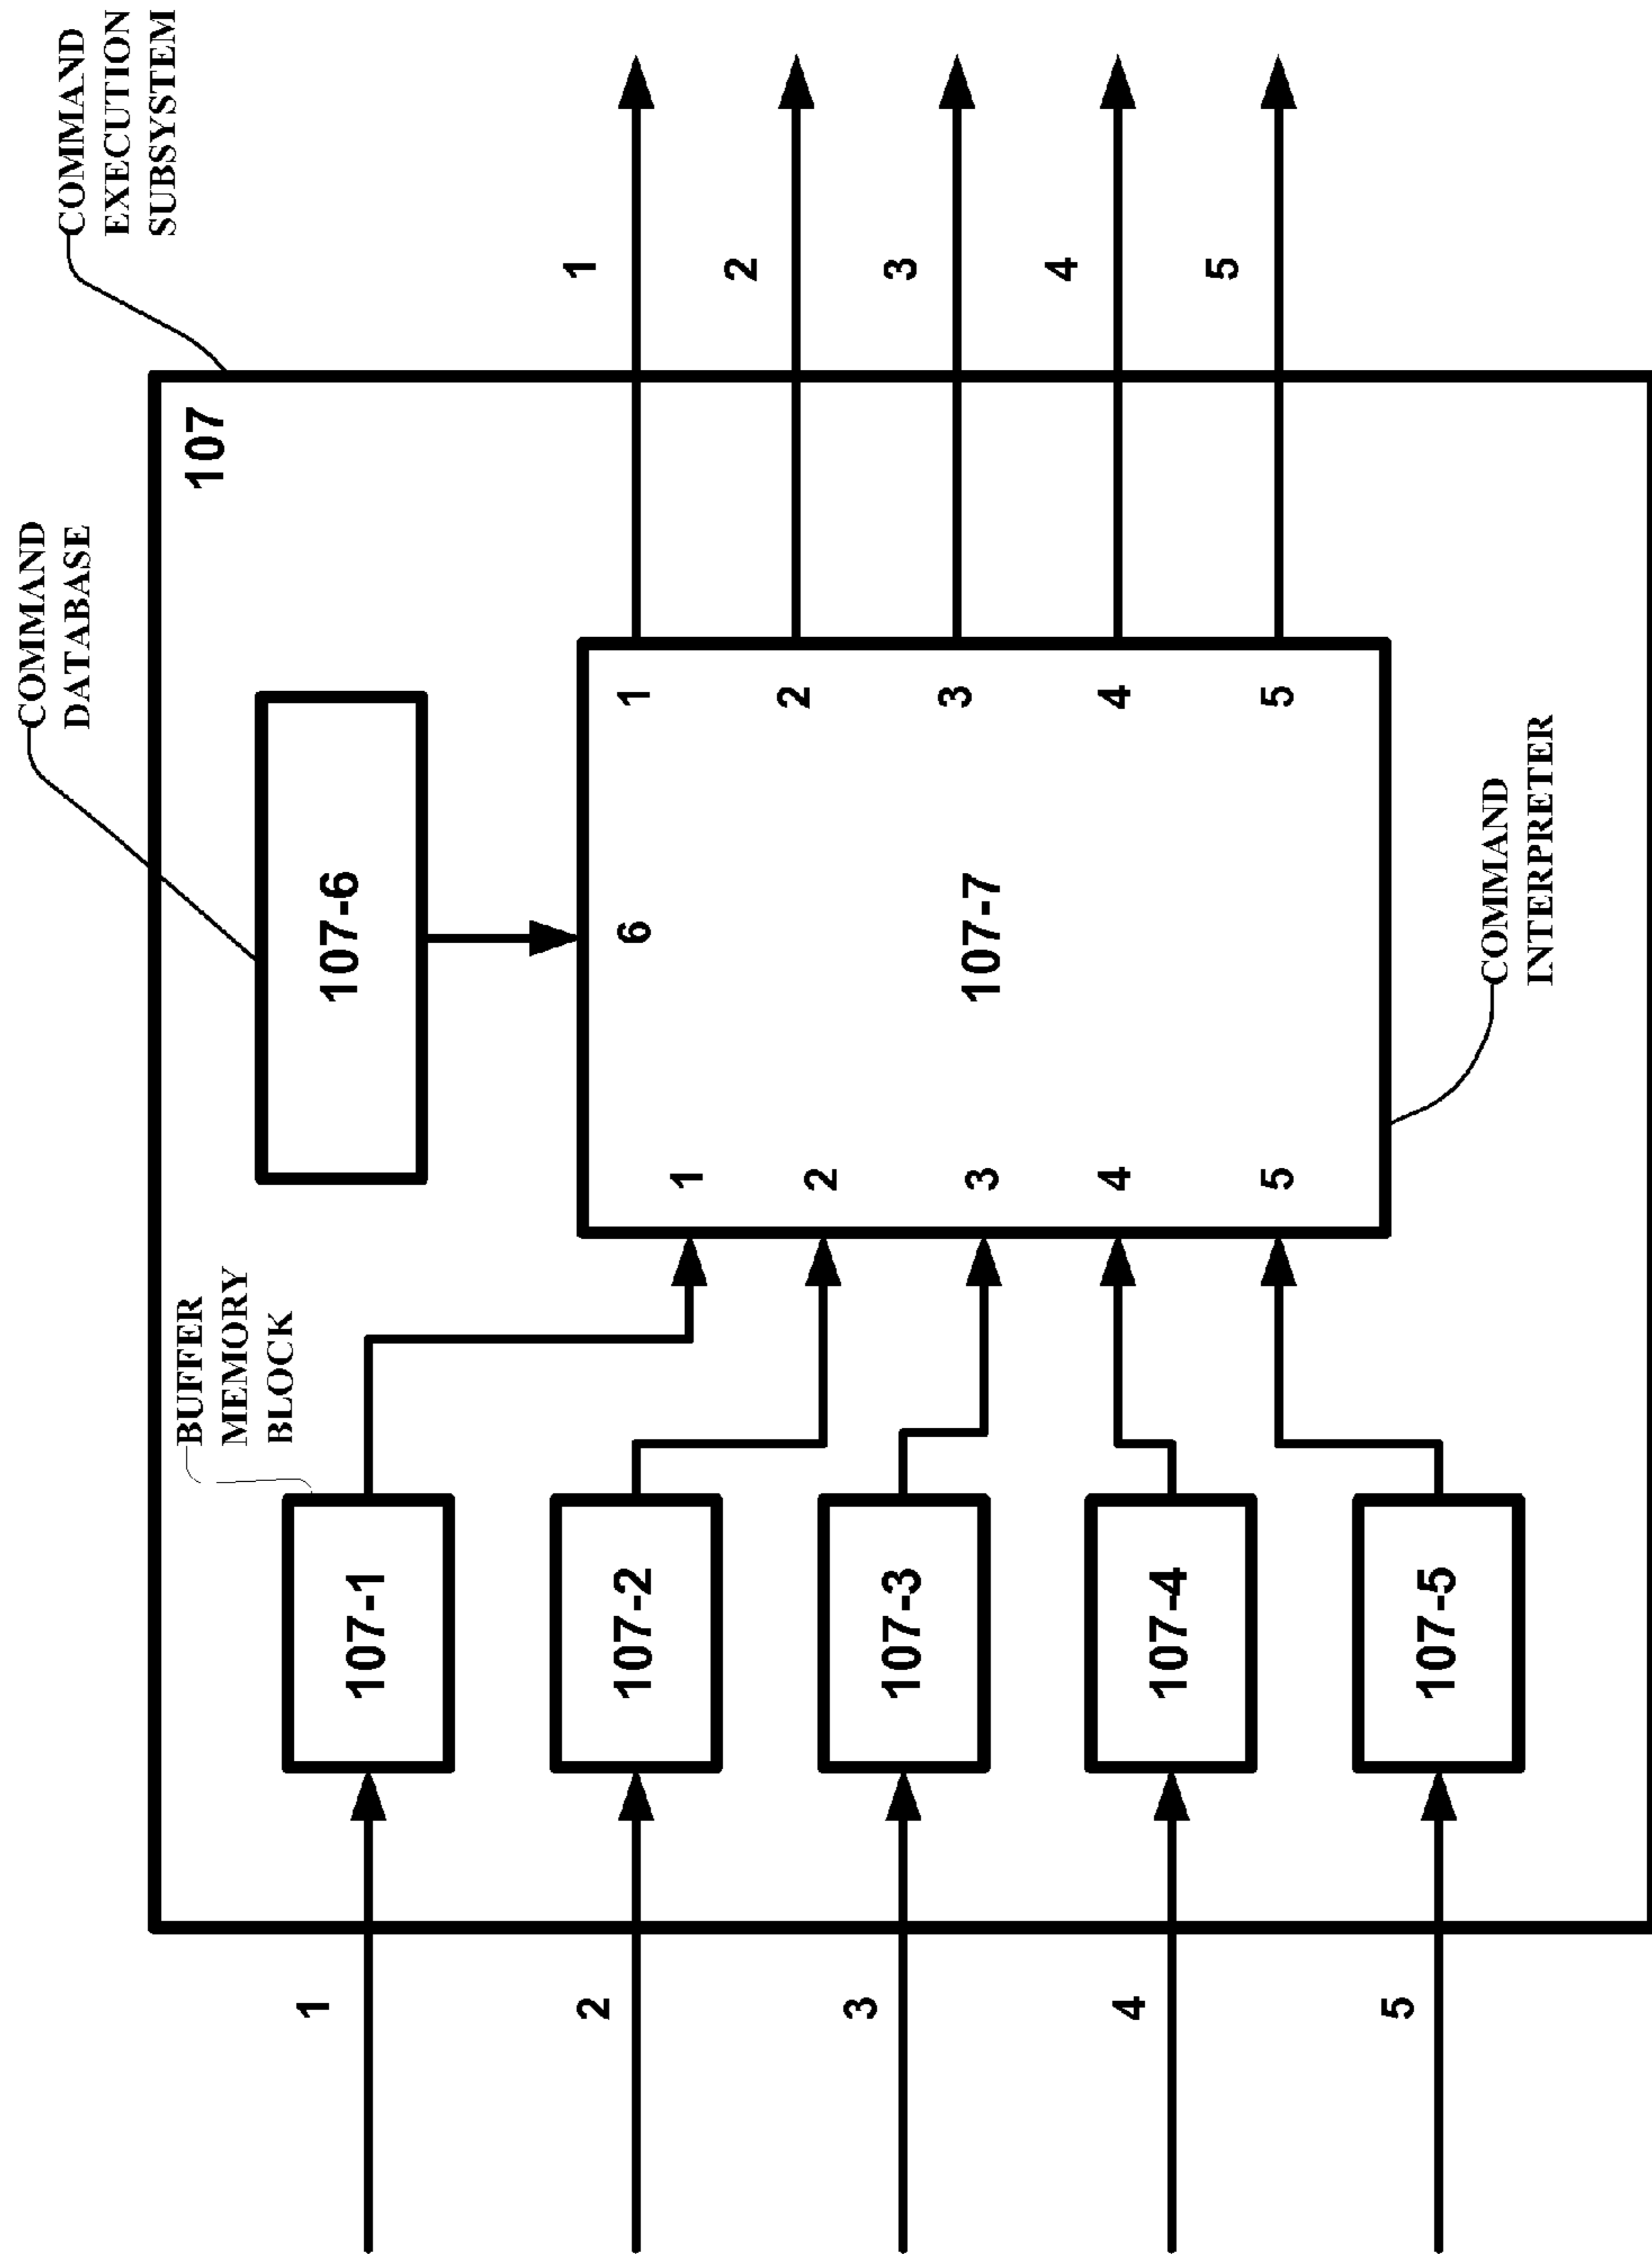 COMMAND
EXECUTION
SUBSYSTEM
COMMAND
DATABASE
107
BUFFER
MEMORY
BLOCK
107-6
1
107-1
6
1
1
1
2
107-2
2
2
2
3
107-3
3
107-7
3
3
4
107-4
4
4
4
5
107-5
5
5
5
COMMAND
INTERPRETER